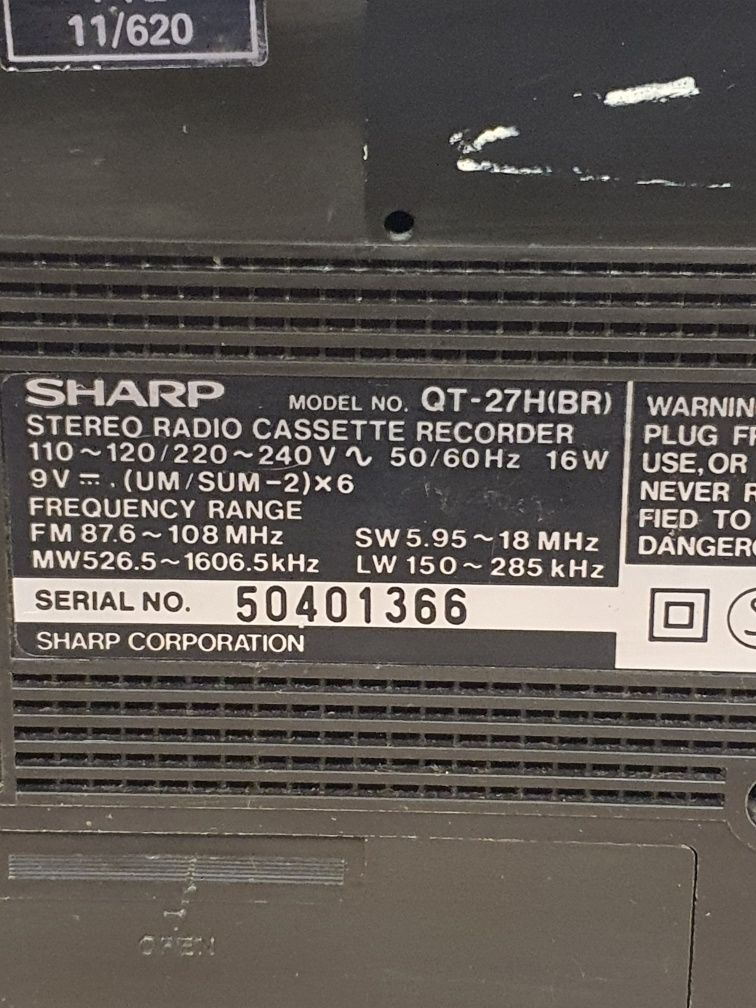 11/620
SHARP MODEL NO. QT-27H(BR)
STEREO RADIO CASSETTE RECORDER
110~120/220~240V∿ 50/60Hz 16W
9V⎓.(UM/SUM-2)×6
FREQUENCY RANGE
FM 87.6~108 MHz SW 5.95~18 MHz
MW526.5~1606.5kHz LW 150~285 kHz
SERIAL NO. 50401366
SHARP CORPORATION
WARNIN
PLUG F
USE, OR
NEVER
FIED TO
DANGER
OPEN